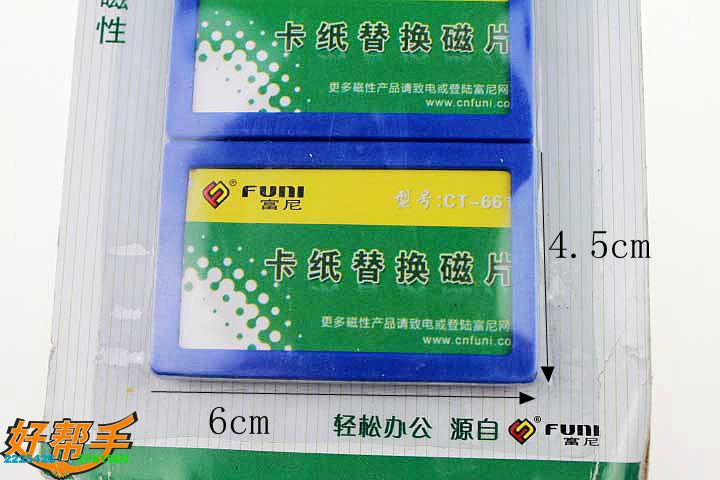 磁性
卡纸替换磁片
更多磁性产品请致电或登陆富尼网
www.cnfuni.co
FUNI
富尼
型号:CT-661
卡纸替换磁片
更多磁性产品请致电或登陆富尼网
www.cnfuni.co
4.5cm
6cm
轻松办公 源自 FUNI
富尼
好帮手